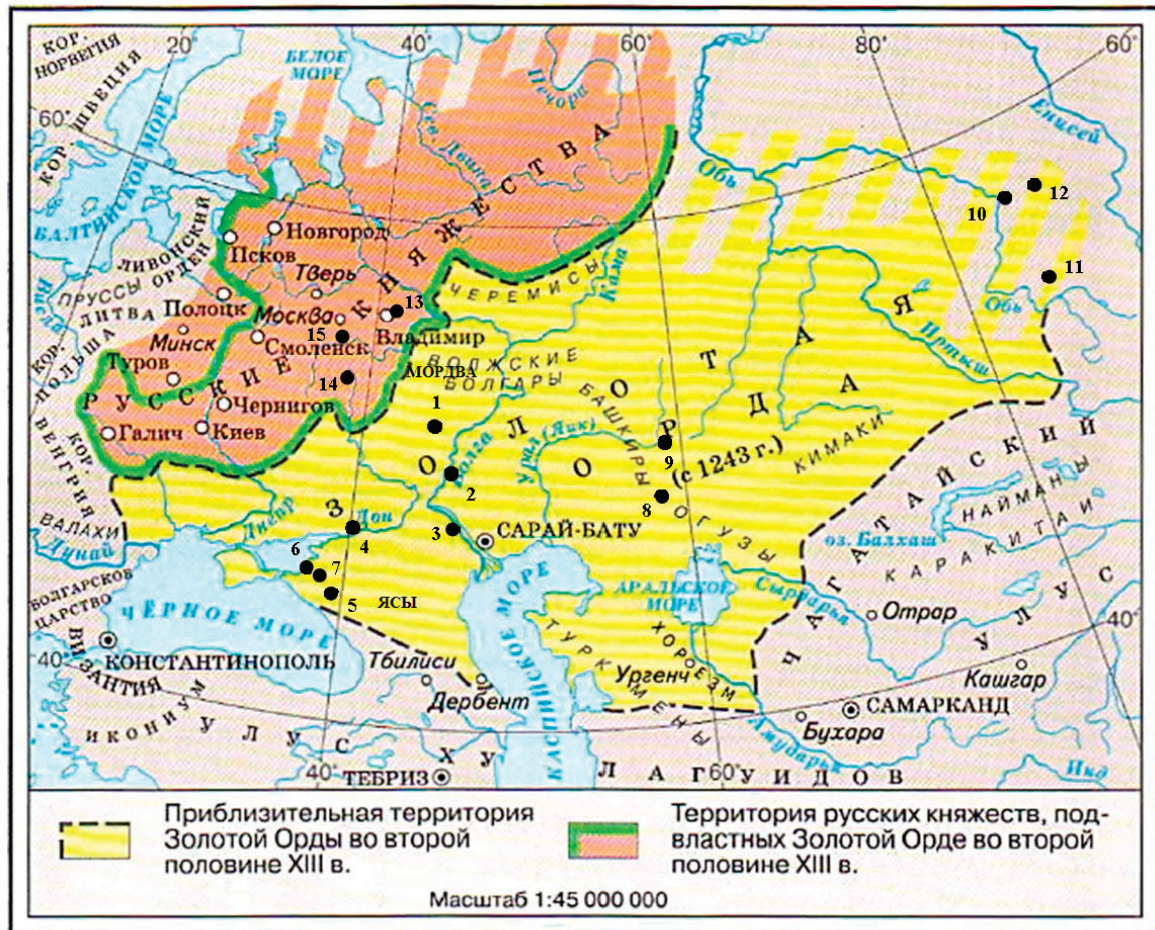 КОР.
НОРВЕГИЯ
20°
БЕЛОЕ
МОРЕ
40°
60°
80°
60°
КОР. ШВЕЦИЯ
60°
Печора
Сев. Двина
Енисей
Обь
БАЛТИЙСКОЕ МОРЕ
10
12
11
Обь
Новгород
Псков
ЛИВОНСКИЙ
ОРДЕН
Тверь
РУССКИЕ КНЯЖЕСТВА
ЧЕРЕМИСЫ
Кама
ПРУССЫ
ЛИТВА
Полоцк
Москва
13
Висла
Минск
15
Владимир
Смоленск
Иртыш
КОР.
ПОЛЬША
Туров
14
МОРДВА
ВОЛЖСКИЕ
БОЛГАРЫ
БАШКИРЫ
Чернигов
1
Галич
Киев
Волга
Урал (Яик)
ЗОЛОТАЯ ОРДА
(с 1243 г.)
КИМАКИ
КОР.
ВЕНГРИЯ
2
9
8
ОГУЗЫ
ВАЛАХИ
Днепр
Дон
4
3
САРАЙ-БАТУ
НАЙМАНЫ
оз. Балхаш
КАРАКИТАИ
Дунай
6
7
5
ЯСЫ
БОЛГАРСКОЕ
ЦАРСТВО
ЧЁРНОЕ МОРЕ
АРАЛЬСКОЕ
МОРЕ
Сырдарья
Отрар
ЧАГАТАЙСКИЙ УЛУС
40°
ВИЗАНТИЯ
КОНСТАНТИНОПОЛЬ
Тбилиси
КАСПИЙСКОЕ МОРЕ
ТУРКМЕНЫ
ХОРЕЗМ
Ургенч
40°
Кашгар
Дербент
САМАРКАНД
ИКОНИУМ
Бухара
УЛУС ХУЛАГУИДОВ
Амударья
40°
ТЕБРИЗ
60°
Инд
Приблизительная территория
Золотой Орды во второй
половине XIII в.
Территория русских княжеств, под-
властных Золотой Орде во второй
половине XIII в.
Масштаб 1:45 000 000